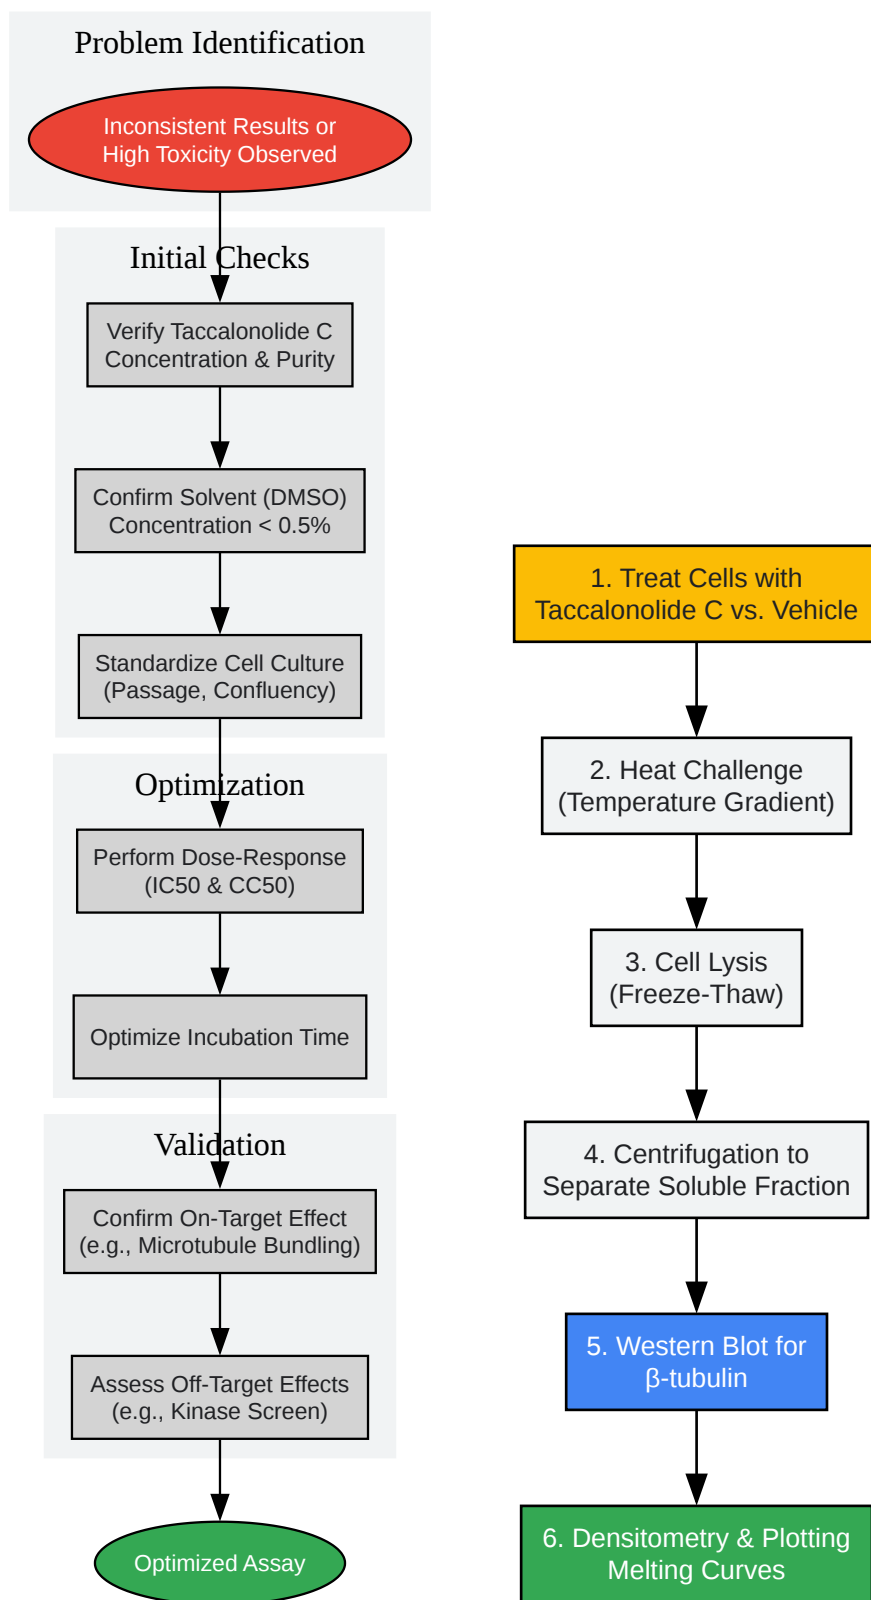 Problem Identification
Inconsistent Results or
High Toxicity Observed
Initial Checks
Verify Taccalonolide C
Concentration & Purity
Confirm Solvent (DMSO)
Concentration < 0.5%
Standardize Cell Culture
(Passage, Confluency)
Optimization
Perform Dose-Response
(IC50 & CC50)
Optimize Incubation Time
Validation
Confirm On-Target Effect
(e.g., Microtubule Bundling)
Assess Off-Target Effects
(e.g., Kinase Screen)
Optimized Assay
1. Treat Cells with
Taccalonolide C vs. Vehicle
2. Heat Challenge
(Temperature Gradient)
3. Cell Lysis
(Freeze-Thaw)
4. Centrifugation to
Separate Soluble Fraction
5. Western Blot for
β-tubulin
6. Densitometry & Plotting
Melting Curves